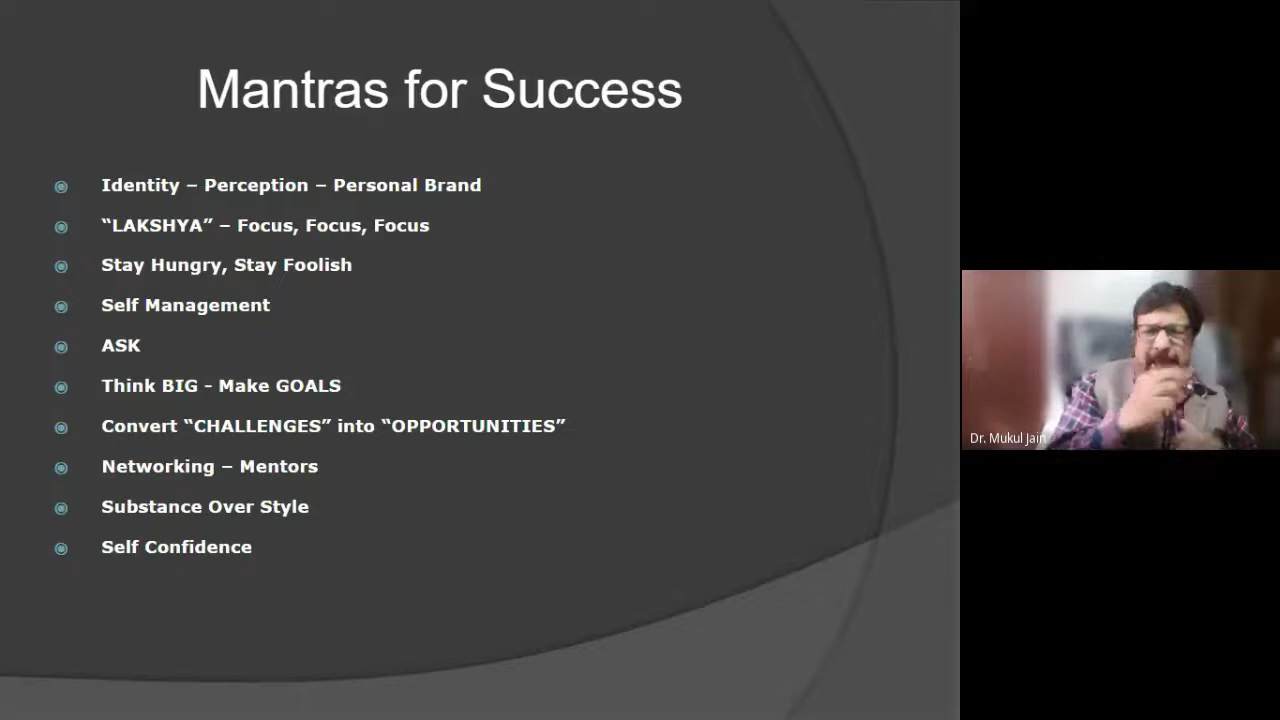 Mantras for Success
Identity – Perception – Personal Brand
“LAKSHYA” – Focus, Focus, Focus
Stay Hungry, Stay Foolish
Self Management
ASK
Think BIG - Make GOALS
Convert “CHALLENGES” into “OPPORTUNITIES”
Networking – Mentors
Substance Over Style
Self Confidence
Dr. Mukul Jain